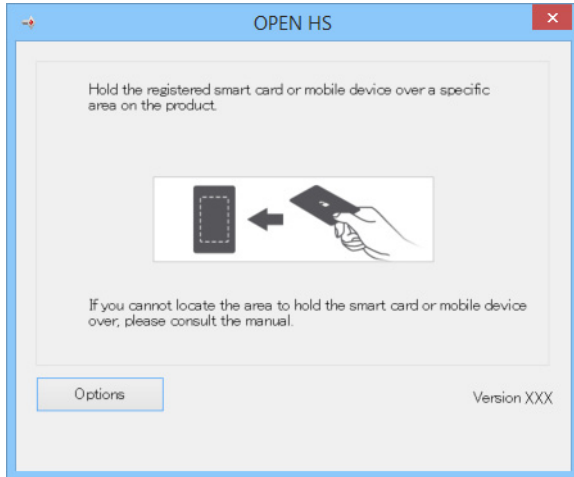 OPEN HS
Hold the registered smart card or mobile device over a specific
area on the product.
If you cannot locate the area to hold the smart card or mobile device
over, please consult the manual.
Options
Version XXX